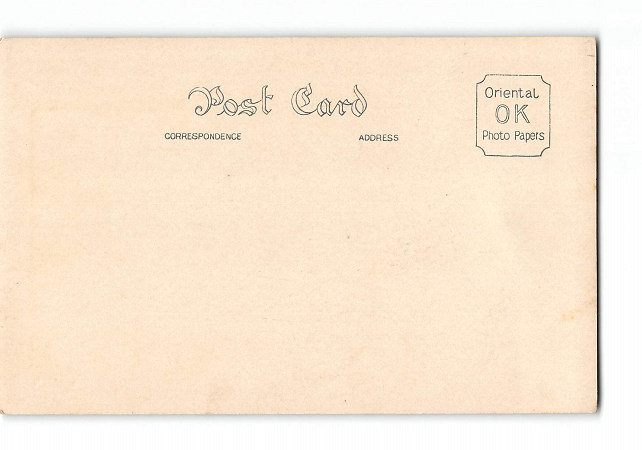 Post Card
CORRESPONDENCE ADDRESS
Oriental
OK
Photo Papers